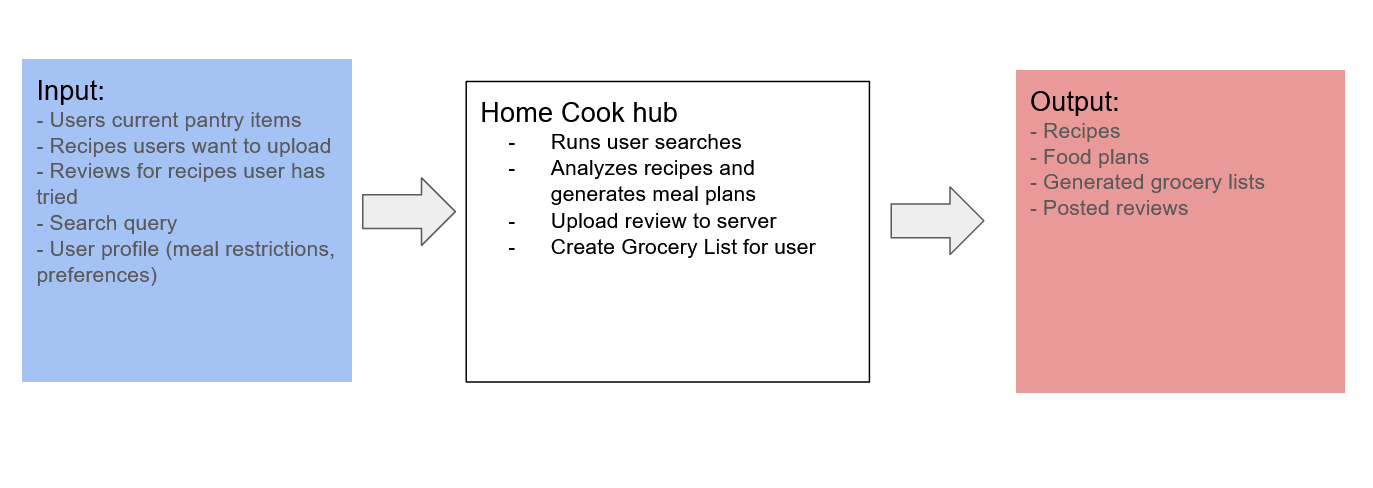 Input:
- Users current pantry items
- Recipes users want to upload
- Reviews for recipes user has
tried
- Search query
- User profile (meal restrictions,
preferences)
Home Cook hub
- Runs user searches
- Analyzes recipes and
generates meal plans
- Upload review to server
- Create Grocery List for user
Output:
- Recipes
- Food plans
- Generated grocery lists
- Posted reviews